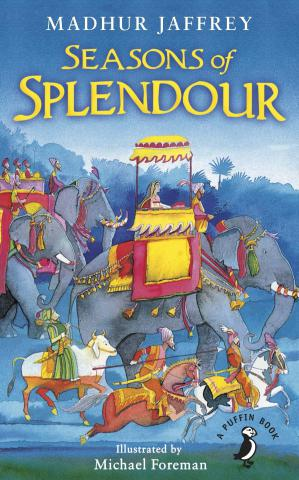 MADHUR JAFFREY
SEASONS of
SPLENDOUR
A PUFFIN BOOK
Illustrated by
Michael Foreman